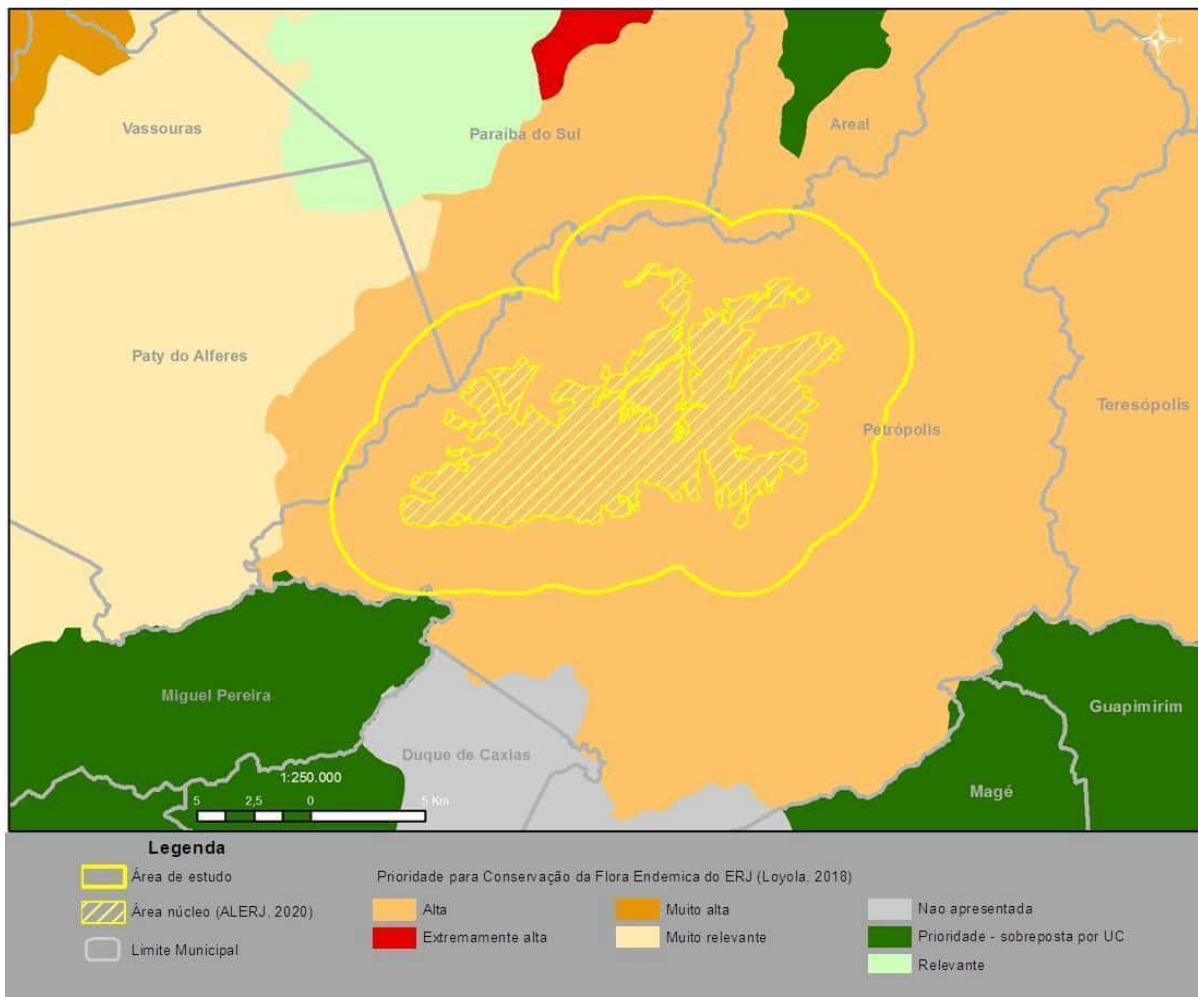 Vassouras
Paraíba do Sul
Areal
Paty do Alferes
Petrópolis
Teresópolis
Miguel Pereira
Duque de Caxias
Guapimirim
Magé
1:250.000
5 2,5 0 5 Km
Legenda
Área de estudo
Área núcleo (ALERJ, 2020)
Limite Municipal
Prioridade para Conservação da Flora Endemica do ERJ (Loyola, 2018)
Alta
Extremamente alta
Muito alta
Muito relevante
Nao apresentada
Prioridade - sobreposta por UC
Relevante